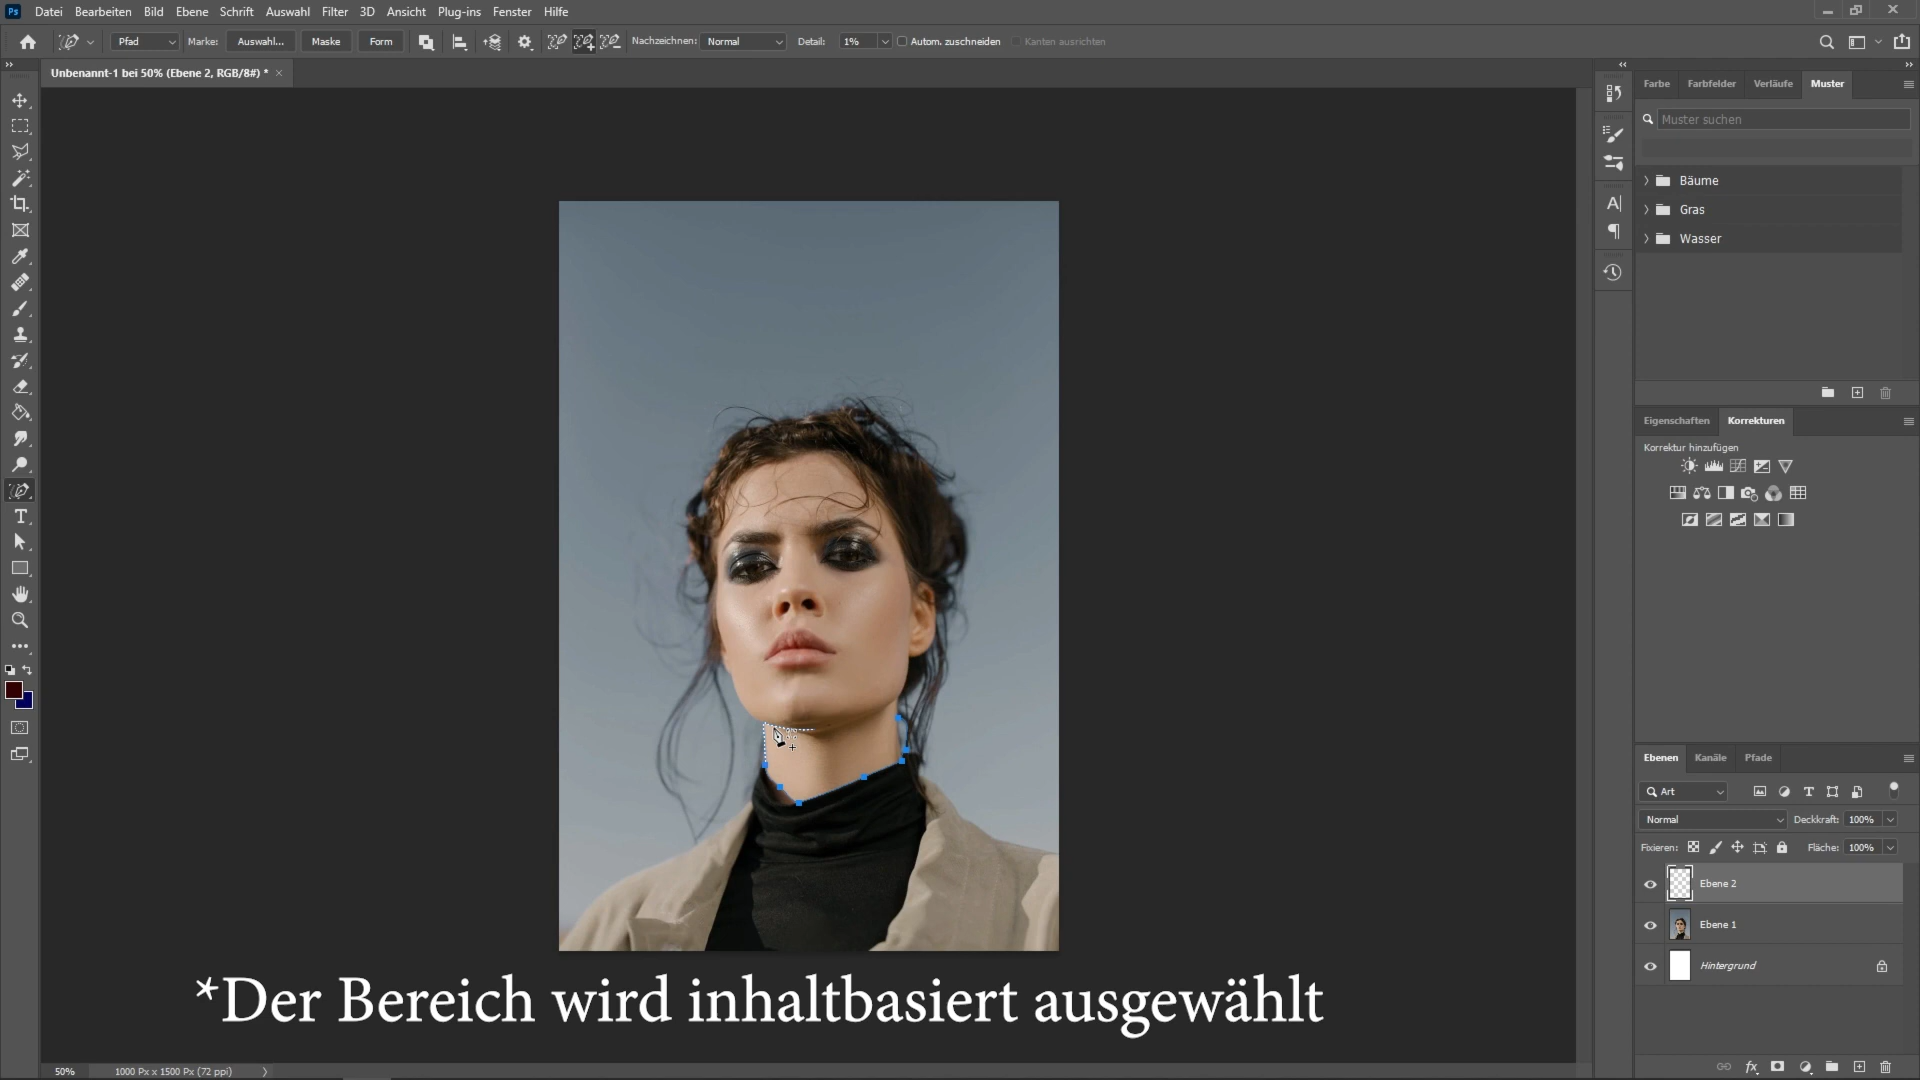 Ps Datei Bearbeiten Bild Ebene Schrift Auswahl Filter 3D Ansicht Plug-ins Fenster Hilfe
Pfad Marke: Auswahl... Maske Form Nachzeichnen: Normal Detail: 1% Autom. zuschneiden Kanten ausrichten
Unbenannt-1 bei 50% (Ebene 2, RGB/8#) * ×
Farbe Farbfelder Verläufe Muster
Muster suchen
Bäume
Gras
Wasser
Eigenschaften Korrekturen
Korrektur hinzufügen
Ebenen Kanäle Pfade
Art
Normal Deckkraft: 100%
Fixieren: Fläche: 100%
Ebene 2
Ebene 1
Hintergrund
*Der Bereich wird inhaltbasiert ausgewählt
50% 1000 Px x 1500 Px (72 ppi)